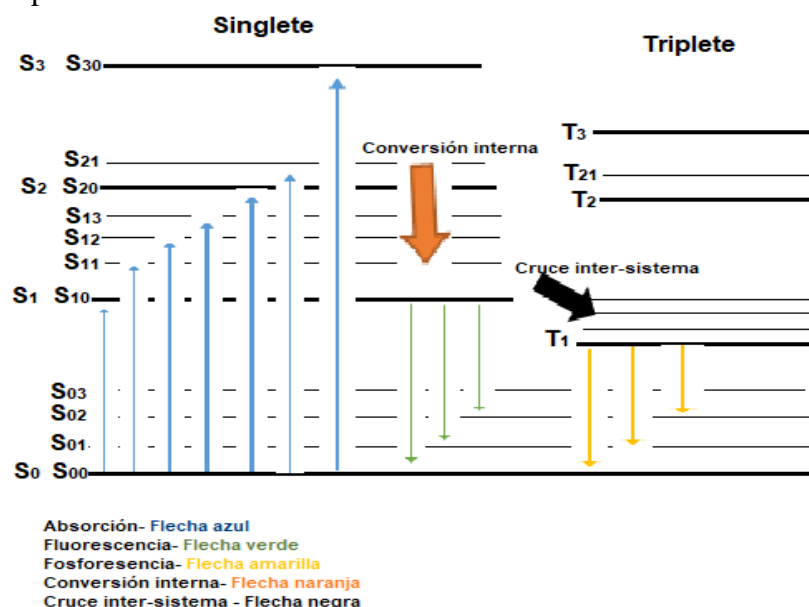 Singlete
Triplete
S3 S30
T3
Conversión interna
S21
T21
S2 S20
T2
S13
S12
S11
Cruce inter-sistema
S1 S10
T1
S03
S02
S01
S0 S00
Absorción- Flecha azul
Fluorescencia- Flecha verde
Fosforesencia- Flecha amarilla
Conversión interna- Flecha naranja
Cruce inter-sistema - Flecha negra